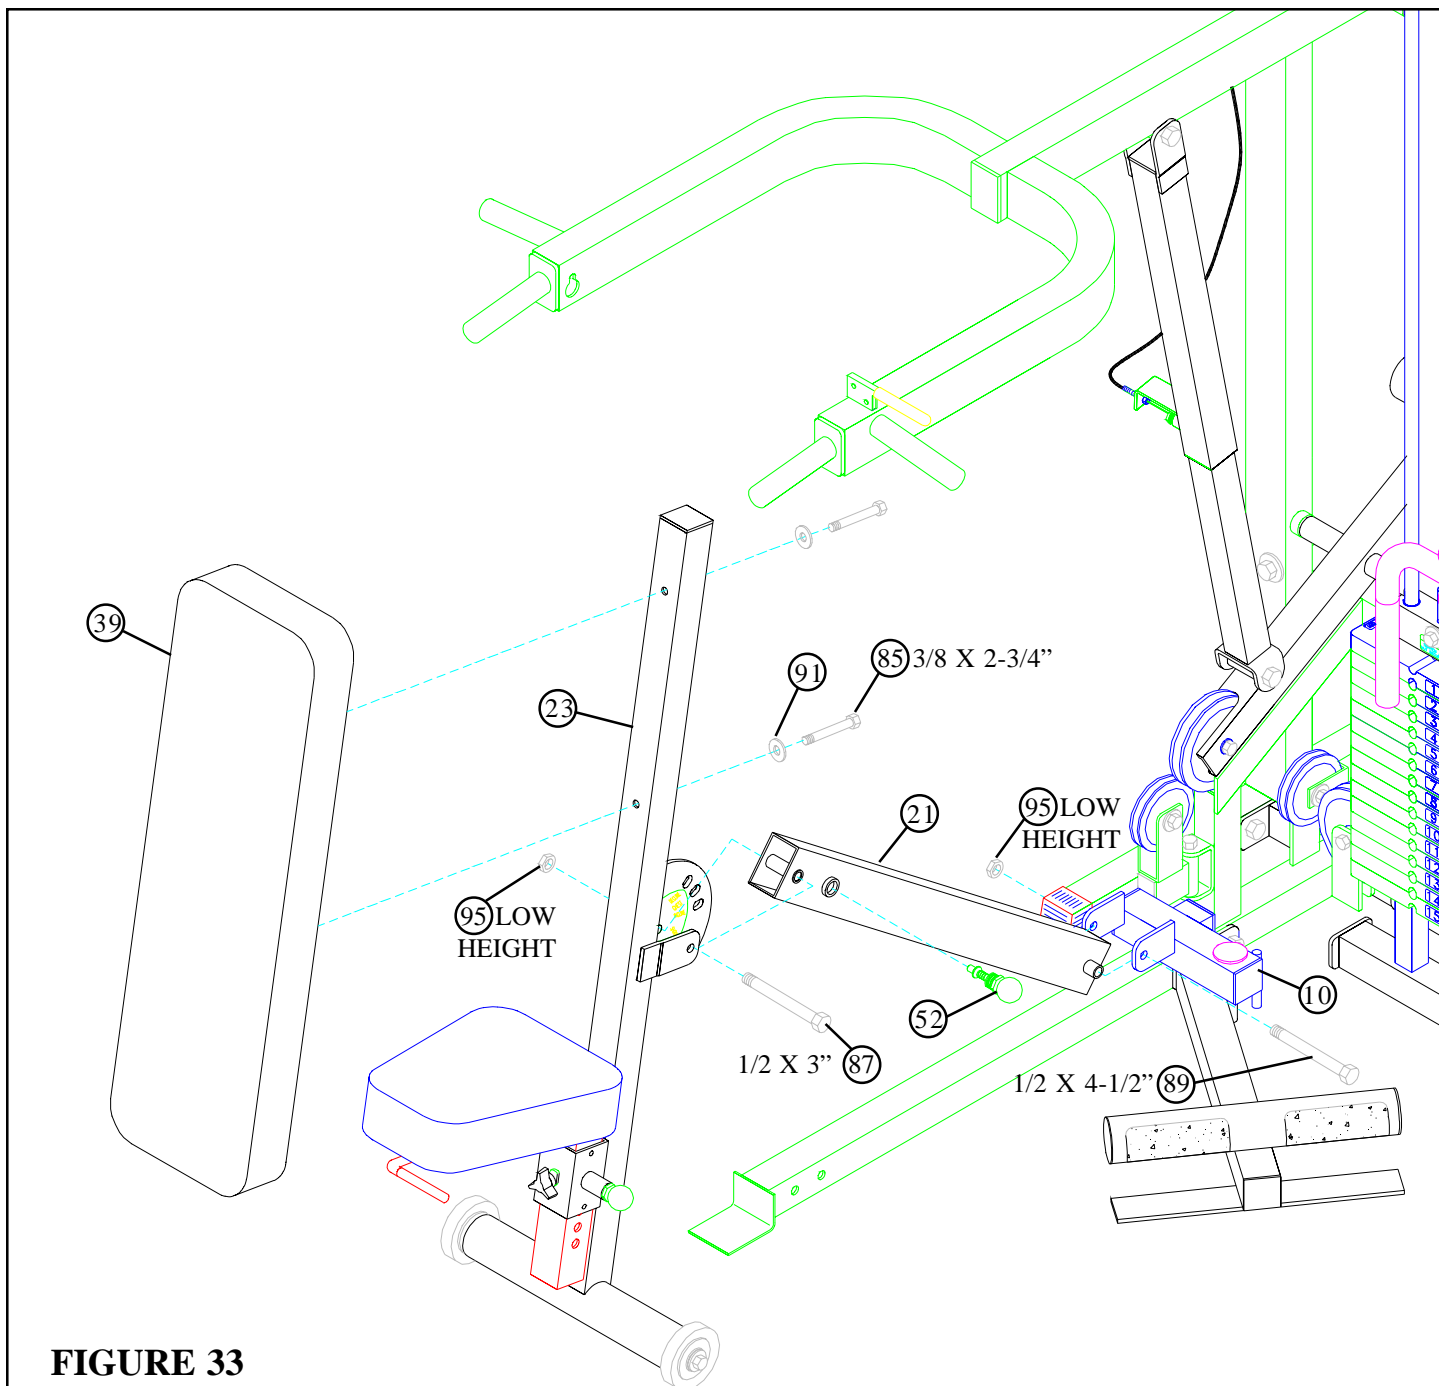 39
23
91
85 3/8 X 2-3/4”
95 LOW
HEIGHT
21
95 LOW
HEIGHT
52
10
1/2 X 3” 87
1/2 X 4-1/2” 89
FIGURE 33